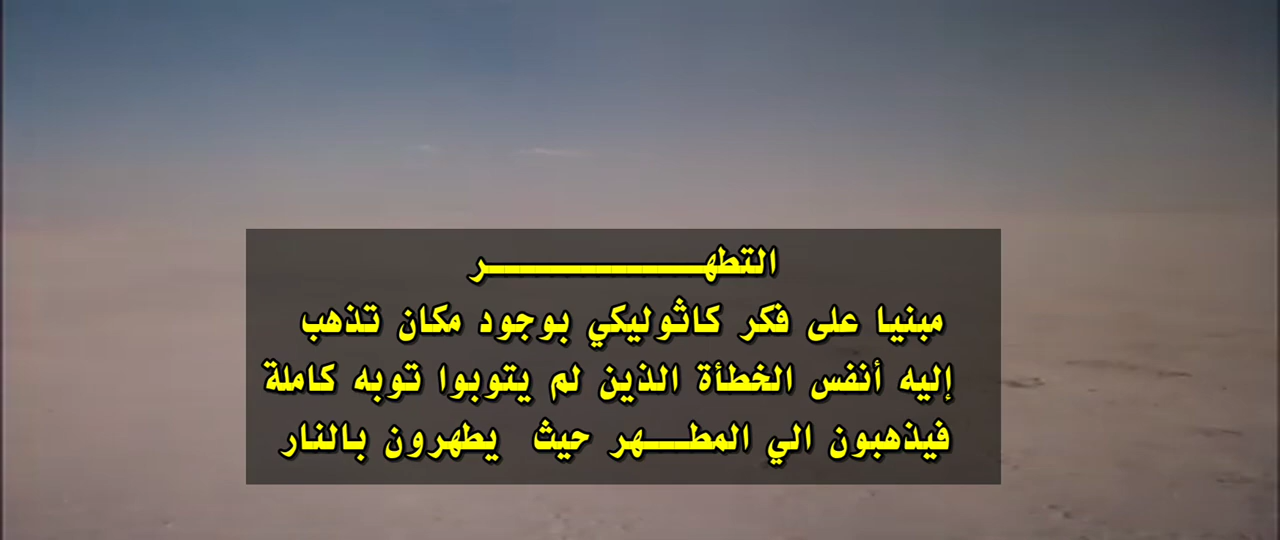 التطهـــــــــــــــــــــر
مبنيا على فكر كاثوليكي بوجود مكان تذهب
إليه أنفس الخطأة الذين لم يتوبوا توبه كاملة
فيذهبون الي المطـــهر حيث يطهرون بالنار